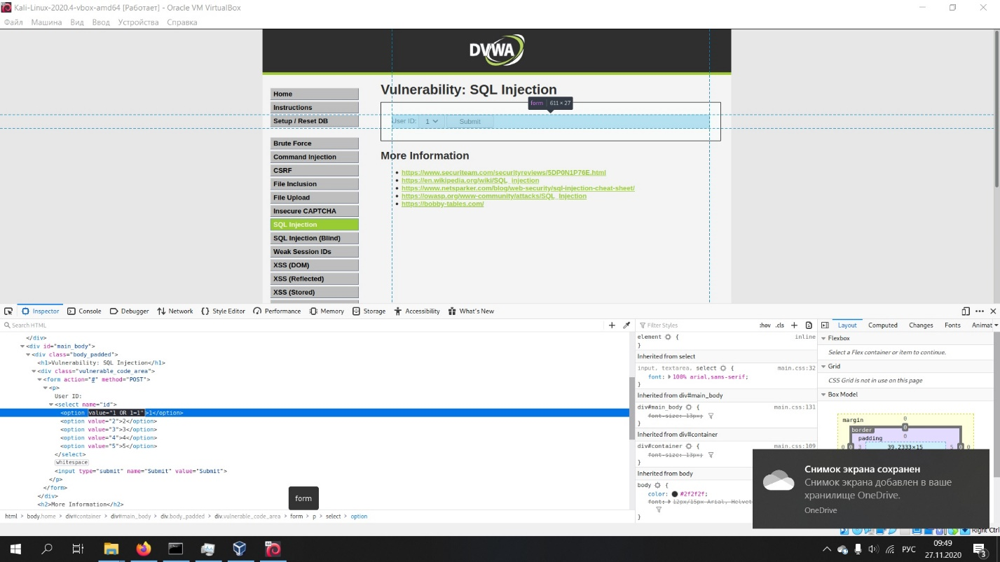 Kali-Linux-2020.4-vbox-amd64 [Работает] - Oracle VM VirtualBox
Файл Машина Вид Ввод Устройства Справка
DVWA
Home
Instructions
Setup / Reset DB
Brute Force
Command Injection
CSRF
File Inclusion
File Upload
Insecure CAPTCHA
SQL Injection
SQL Injection (Blind)
Weak Session IDs
XSS (DOM)
XSS (Reflected)
XSS (Stored)
Vulnerability: SQL Injection
form 611 × 27
User ID: 1 Submit
More Information
https://www.securiteam.com/securityreviews/5DP0N1P76E.html
https://en.wikipedia.org/wiki/SQL_injection
https://www.netsparker.com/blog/web-security/sql-injection-cheat-sheet/
https://owasp.org/www-community/attacks/SQL_Injection
https://bobby-tables.com/
Inspector Console Debugger Network Style Editor Performance Memory Storage Accessibility What's New
Search HTML
</div>
<div id="main_body">
<div class="body_padded">
<h1>Vulnerability: SQL Injection</h1>
<div class="vulnerable_code_area">
<form action="#" method="POST">
<p>
User ID:
<select name="id">
<option value="1 OR 1=1">1</option>
<option value="2">2</option>
<option value="3">3</option>
<option value="4">4</option>
<option value="5">5</option>
</select>
whitespace
<input type="submit" name="Submit" value="Submit">
</p>
</form>
</div>
<h2>More Information</h2>
form
html > body.home > div#container > div#main_body > div.body_padded > div.vulnerable_code_area > form > p > select > option
Filter Styles :hov .cls
element { inline
}
Inherited from select
input, textarea, select { main.css:32
font: 100% arial,sans-serif;
}
Inherited from div#main_body
div#main_body { main.css:131
font-size: 13px;
}
Inherited from div#container
div#container { main.css:109
font-size: 13px;
}
Inherited from body
body {
color: #2f2f2f;
font: 12px/15px Arial, Helvet
}
Layout Computed Changes Fonts Animat
Flexbox
Select a Flex container or item to continue.
Grid
CSS Grid is not in use on this page
Box Model
margin 0
border 0
padding 0
0 0 3 39.2333×15 5 0 0
Снимок экрана сохранен
Снимок экрана добавлен в ваше
хранилище OneDrive.
OneDrive
Right Ctrl
РУС
09:49
27.11.2020
3